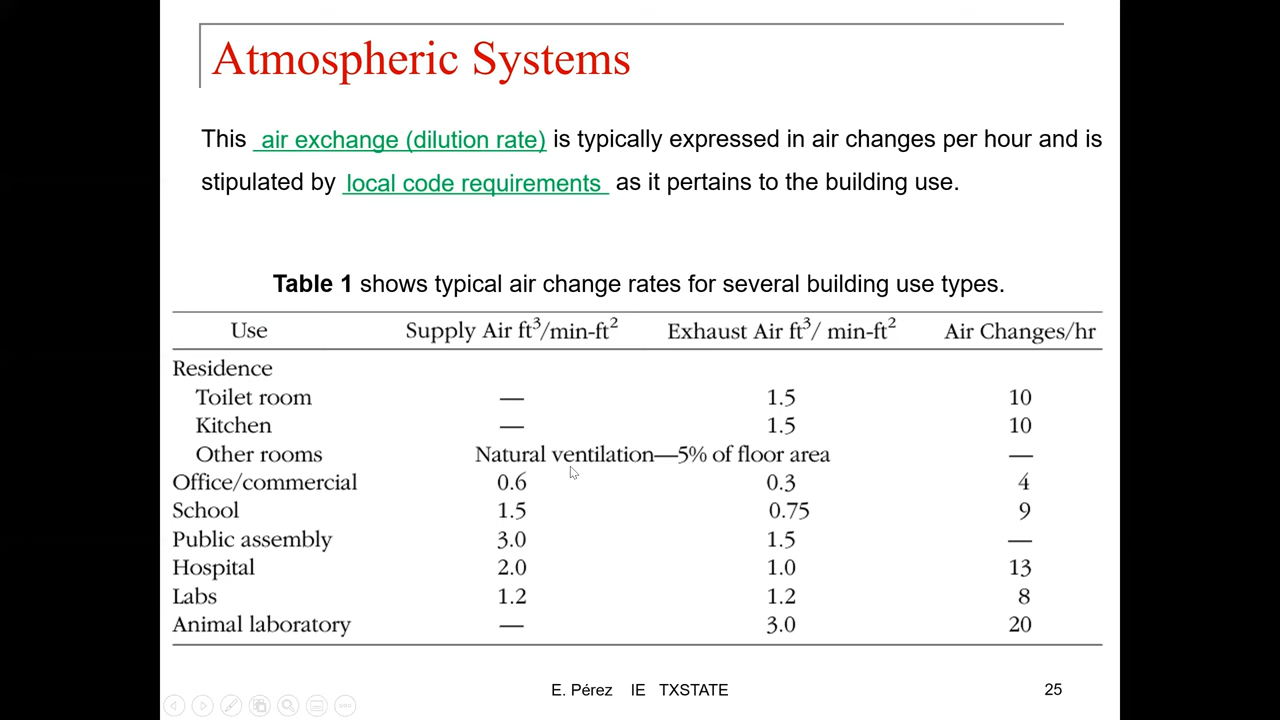 Atmospheric Systems
This air exchange (dilution rate) is typically expressed in air changes per hour and is
stipulated by local code requirements as it pertains to the building use.
Table 1 shows typical air change rates for several building use types.
Use Supply Air ft³/min-ft² Exhaust Air ft³/ min-ft² Air Changes/hr
Residence
Toilet room — 1.5 10
Kitchen — 1.5 10
Other rooms Natural ventilation—5% of floor area —
Office/commercial 0.6 0.3 4
School 1.5 0.75 9
Public assembly 3.0 1.5 —
Hospital 2.0 1.0 13
Labs 1.2 1.2 8
Animal laboratory — 3.0 20
E. Pérez IE TXSTATE 25